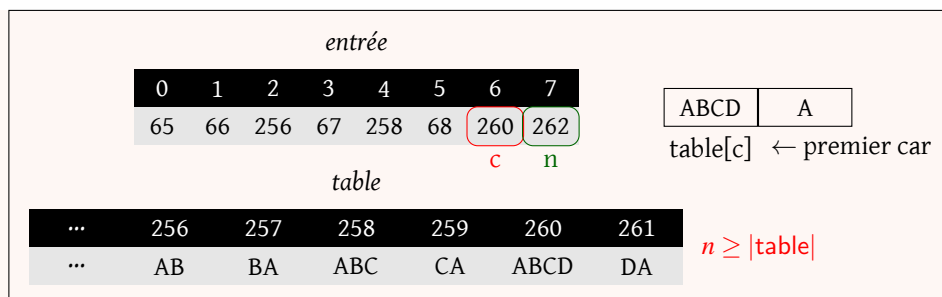 entrée
0 1 2 3 4 5 6 7
65 66 256 67 258 68 260 262
c n
ABCD A
table[c] ← premier car
table
... 256 257 258 259 260 261
... AB BA ABC CA ABCD DA
n ≥ |table|